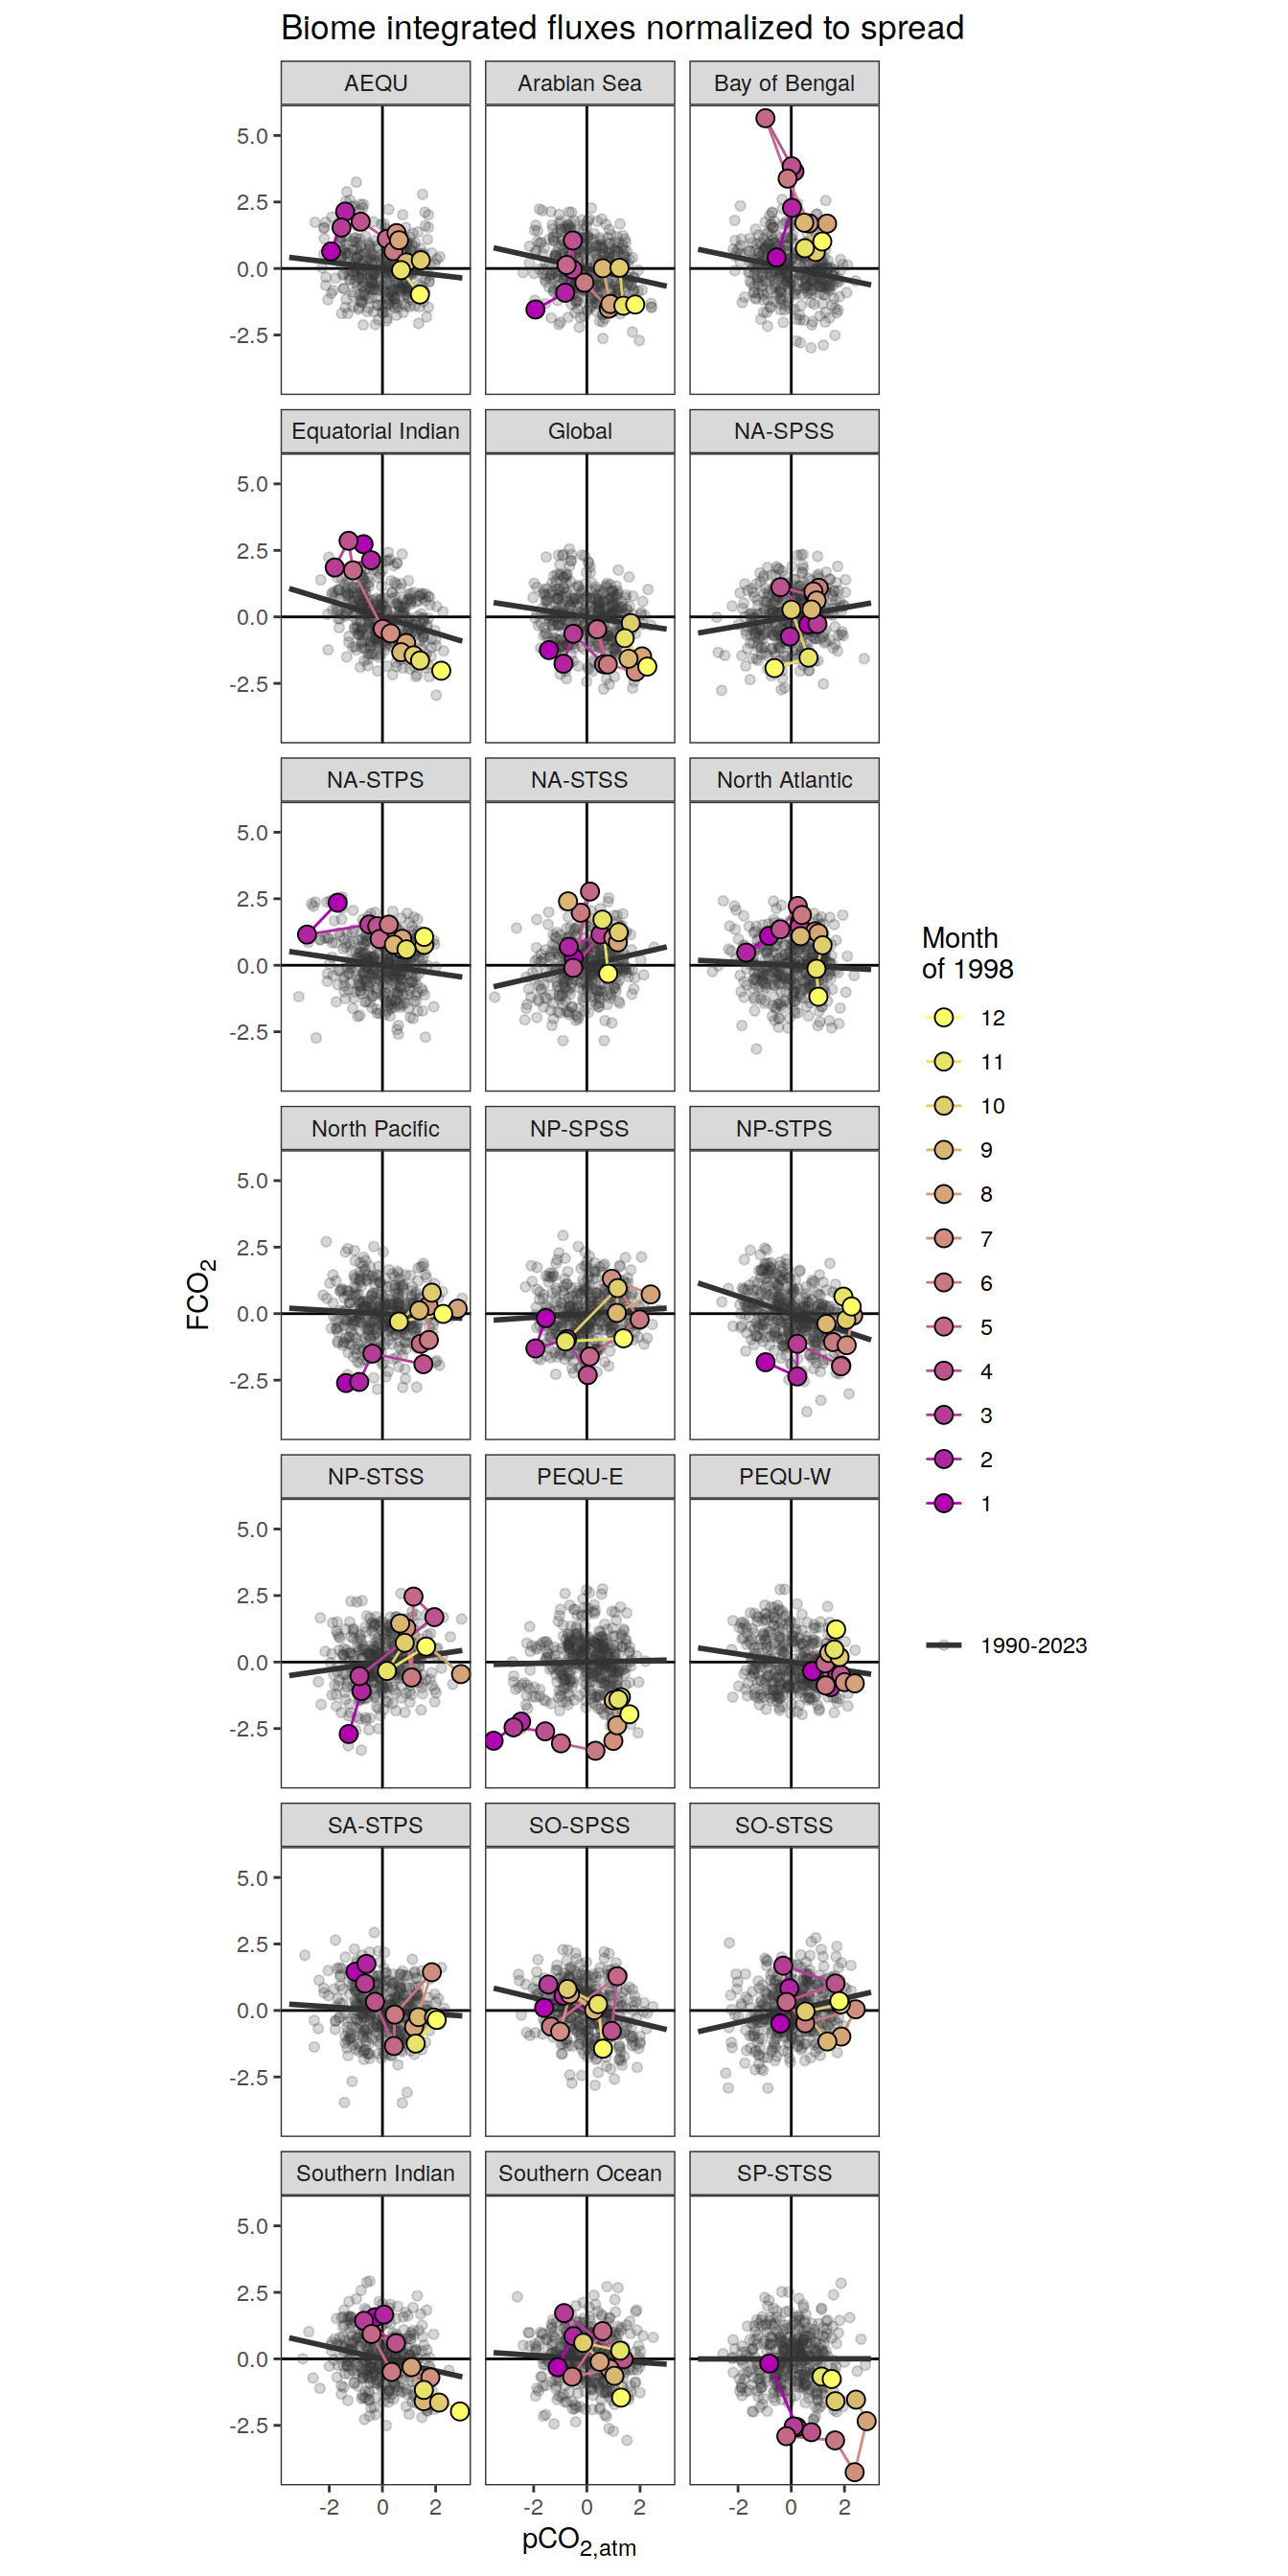 Biome integrated fluxes normalized to spread
AEQU
Arabian Sea
Bay of Bengal
5.0
2.5
0.0
-2.5
Equatorial Indian
Global
NA-SPSS
5.0
2.5
0.0
-2.5
NA-STPS
NA-STSS
North Atlantic
5.0
2.5
0.0
-2.5
North Pacific
NP-SPSS
NP-STPS
5.0
2.5
0.0
-2.5
NP-STSS
PEQU-E
PEQU-W
5.0
2.5
0.0
-2.5
SA-STPS
SO-SPSS
SO-STSS
5.0
2.5
0.0
-2.5
Southern Indian
Southern Ocean
SP-STSS
5.0
2.5
0.0
-2.5
-2 0 2
-2 0 2
-2 0 2
pCO2,atm
FCO2
Month
of 1998
12
11
10
9
8
7
6
5
4
3
2
1
1990-2023